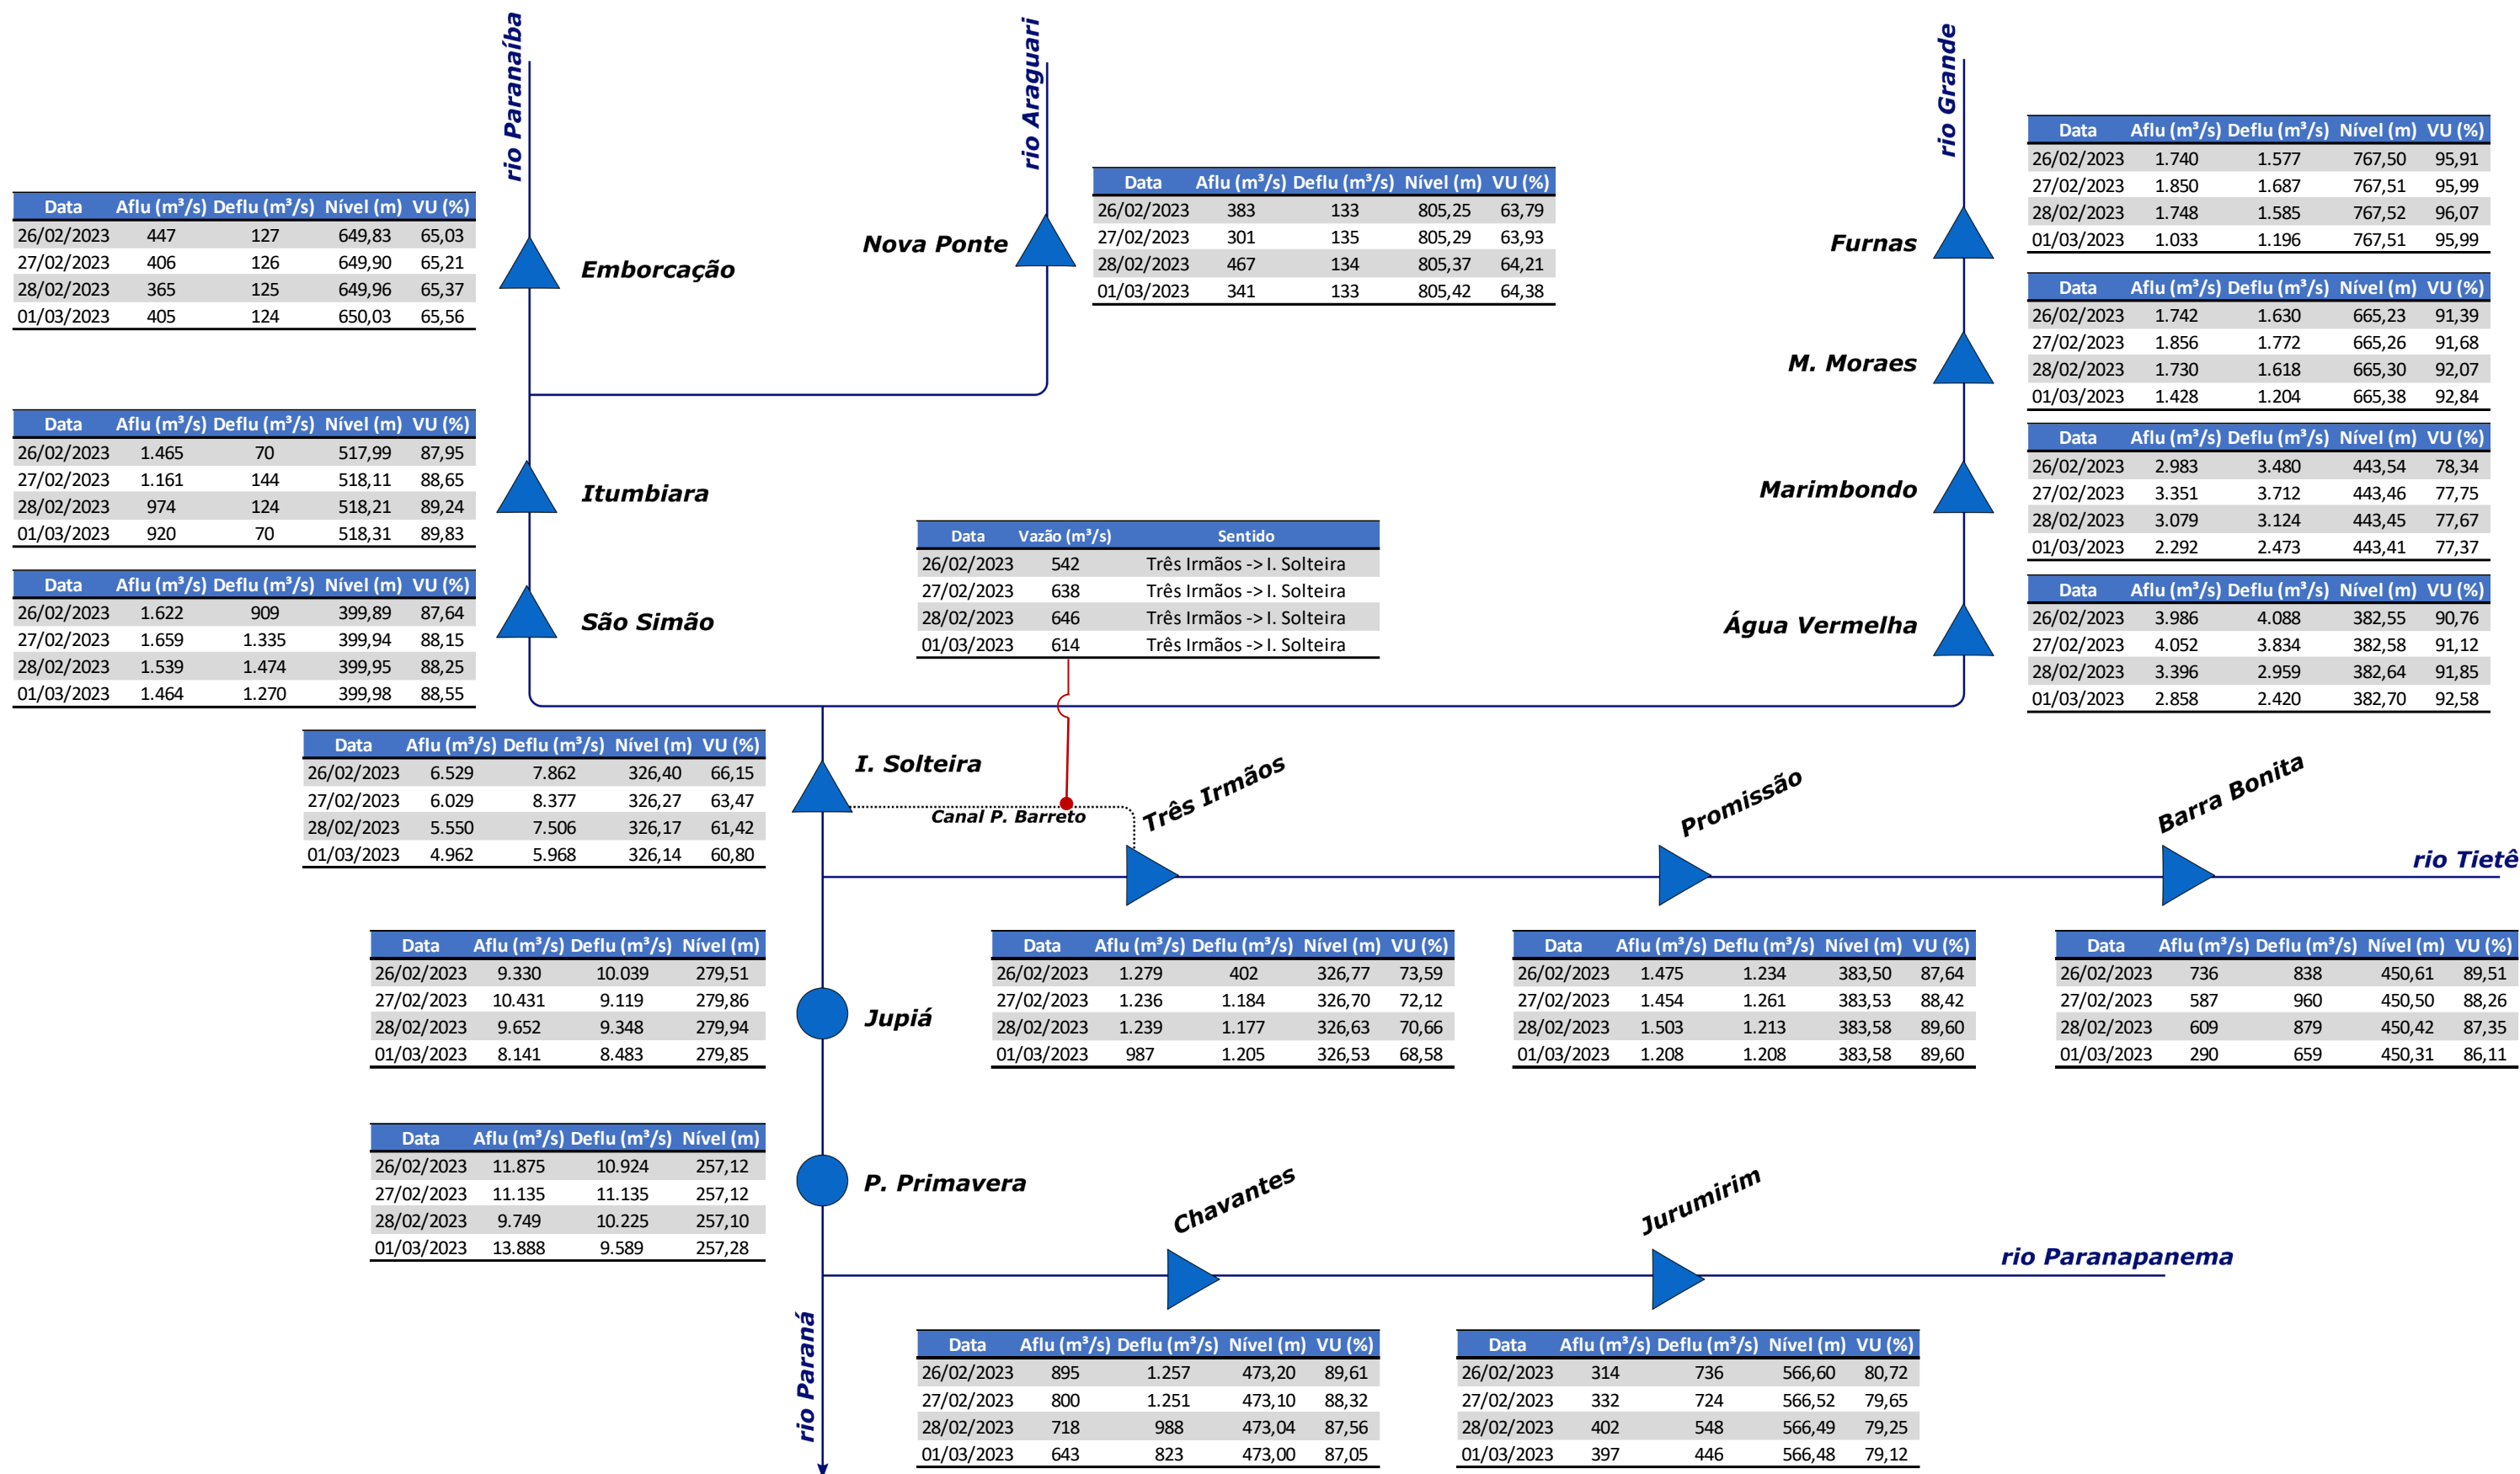 rio Paranaíba
rio Araguari
rio Grande
Data Aflu (m³/s) Deflu (m³/s) Nível (m) VU (%)
26/02/2023 1.740 1.577 767,50 95,91
27/02/2023 1.850 1.687 767,51 95,99
28/02/2023 1.748 1.585 767,52 96,07
01/03/2023 1.033 1.196 767,51 95,99
Furnas
Data Aflu (m³/s) Deflu (m³/s) Nível (m) VU (%)
26/02/2023 383 133 805,25 63,79
27/02/2023 301 135 805,29 63,93
28/02/2023 467 134 805,37 64,21
01/03/2023 341 133 805,42 64,38
Nova Ponte
Data Aflu (m³/s) Deflu (m³/s) Nível (m) VU (%)
26/02/2023 447 127 649,83 65,03
27/02/2023 406 126 649,90 65,21
28/02/2023 365 125 649,96 65,37
01/03/2023 405 124 650,03 65,56
Emborcação
Data Aflu (m³/s) Deflu (m³/s) Nível (m) VU (%)
26/02/2023 1.742 1.630 665,23 91,39
27/02/2023 1.856 1.772 665,26 91,68
28/02/2023 1.730 1.618 665,30 92,07
01/03/2023 1.428 1.204 665,38 92,84
M. Moraes
Data Aflu (m³/s) Deflu (m³/s) Nível (m) VU (%)
26/02/2023 1.465 70 517,99 87,95
27/02/2023 1.161 144 518,11 88,65
28/02/2023 974 124 518,21 89,24
01/03/2023 920 70 518,31 89,83
Itumbiara
Data Aflu (m³/s) Deflu (m³/s) Nível (m) VU (%)
26/02/2023 2.983 3.480 443,54 78,34
27/02/2023 3.351 3.712 443,46 77,75
28/02/2023 3.079 3.124 443,45 77,67
01/03/2023 2.292 2.473 443,41 77,37
Marimbondo
Data Vazão (m³/s) Sentido
26/02/2023 542 Três Irmãos -> I. Solteira
27/02/2023 638 Três Irmãos -> I. Solteira
28/02/2023 646 Três Irmãos -> I. Solteira
01/03/2023 614 Três Irmãos -> I. Solteira
Data Aflu (m³/s) Deflu (m³/s) Nível (m) VU (%)
26/02/2023 1.622 909 399,89 87,64
27/02/2023 1.659 1.335 399,94 88,15
28/02/2023 1.539 1.474 399,95 88,25
01/03/2023 1.464 1.270 399,98 88,55
São Simão
Data Aflu (m³/s) Deflu (m³/s) Nível (m) VU (%)
26/02/2023 3.986 4.088 382,55 90,76
27/02/2023 4.052 3.834 382,58 91,12
28/02/2023 3.396 2.959 382,64 91,85
01/03/2023 2.858 2.420 382,70 92,58
Água Vermelha
Data Aflu (m³/s) Deflu (m³/s) Nível (m) VU (%)
26/02/2023 6.529 7.862 326,40 66,15
27/02/2023 6.029 8.377 326,27 63,47
28/02/2023 5.550 7.506 326,17 61,42
01/03/2023 4.962 5.968 326,14 60,80
I. Solteira
Canal P. Barreto
Três Irmãos
Promissão
Barra Bonita
rio Tietê
Data Aflu (m³/s) Deflu (m³/s) Nível (m)
26/02/2023 9.330 10.039 279,51
27/02/2023 10.431 9.119 279,86
28/02/2023 9.652 9.348 279,94
01/03/2023 8.141 8.483 279,85
Jupiá
Data Aflu (m³/s) Deflu (m³/s) Nível (m) VU (%)
26/02/2023 1.279 402 326,77 73,59
27/02/2023 1.236 1.184 326,70 72,12
28/02/2023 1.239 1.177 326,63 70,66
01/03/2023 987 1.205 326,53 68,58
Data Aflu (m³/s) Deflu (m³/s) Nível (m) VU (%)
26/02/2023 1.475 1.234 383,50 87,64
27/02/2023 1.454 1.261 383,53 88,42
28/02/2023 1.503 1.213 383,58 89,60
01/03/2023 1.208 1.208 383,58 89,60
Data Aflu (m³/s) Deflu (m³/s) Nível (m) VU (%)
26/02/2023 736 838 450,61 89,51
27/02/2023 587 960 450,50 88,26
28/02/2023 609 879 450,42 87,35
01/03/2023 290 659 450,31 86,11
Data Aflu (m³/s) Deflu (m³/s) Nível (m)
26/02/2023 11.875 10.924 257,12
27/02/2023 11.135 11.135 257,12
28/02/2023 9.749 10.225 257,10
01/03/2023 13.888 9.589 257,28
P. Primavera
Chavantes
Jurumirim
rio Paranapanema
rio Paraná
Data Aflu (m³/s) Deflu (m³/s) Nível (m) VU (%)
26/02/2023 895 1.257 473,20 89,61
27/02/2023 800 1.251 473,10 88,32
28/02/2023 718 988 473,04 87,56
01/03/2023 643 823 473,00 87,05
Data Aflu (m³/s) Deflu (m³/s) Nível (m) VU (%)
26/02/2023 314 736 566,60 80,72
27/02/2023 332 724 566,52 79,65
28/02/2023 402 548 566,49 79,25
01/03/2023 397 446 566,48 79,12